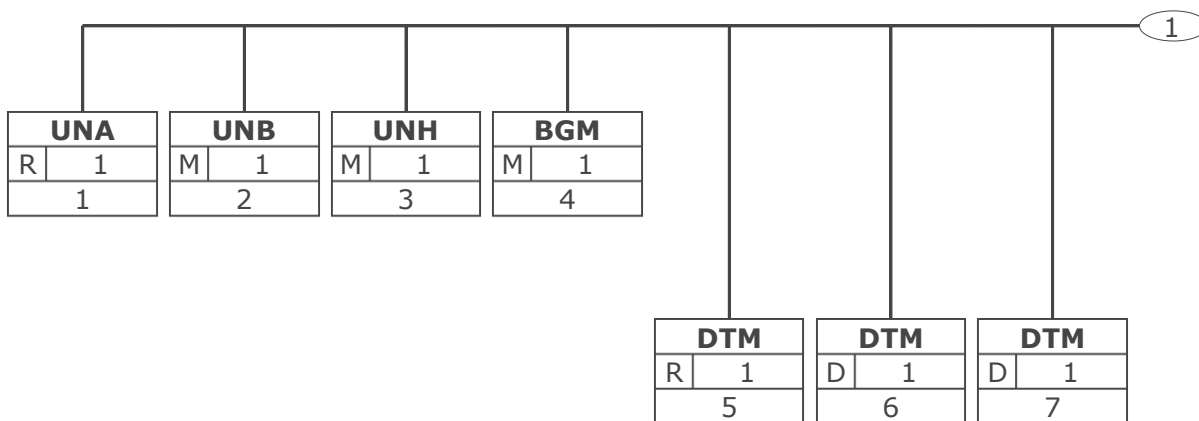 1
UNA UNB UNH BGM
R 1 M 1 M 1 M 1
1 2 3 4
DTM DTM DTM
R 1 D 1 D 1
5 6 7